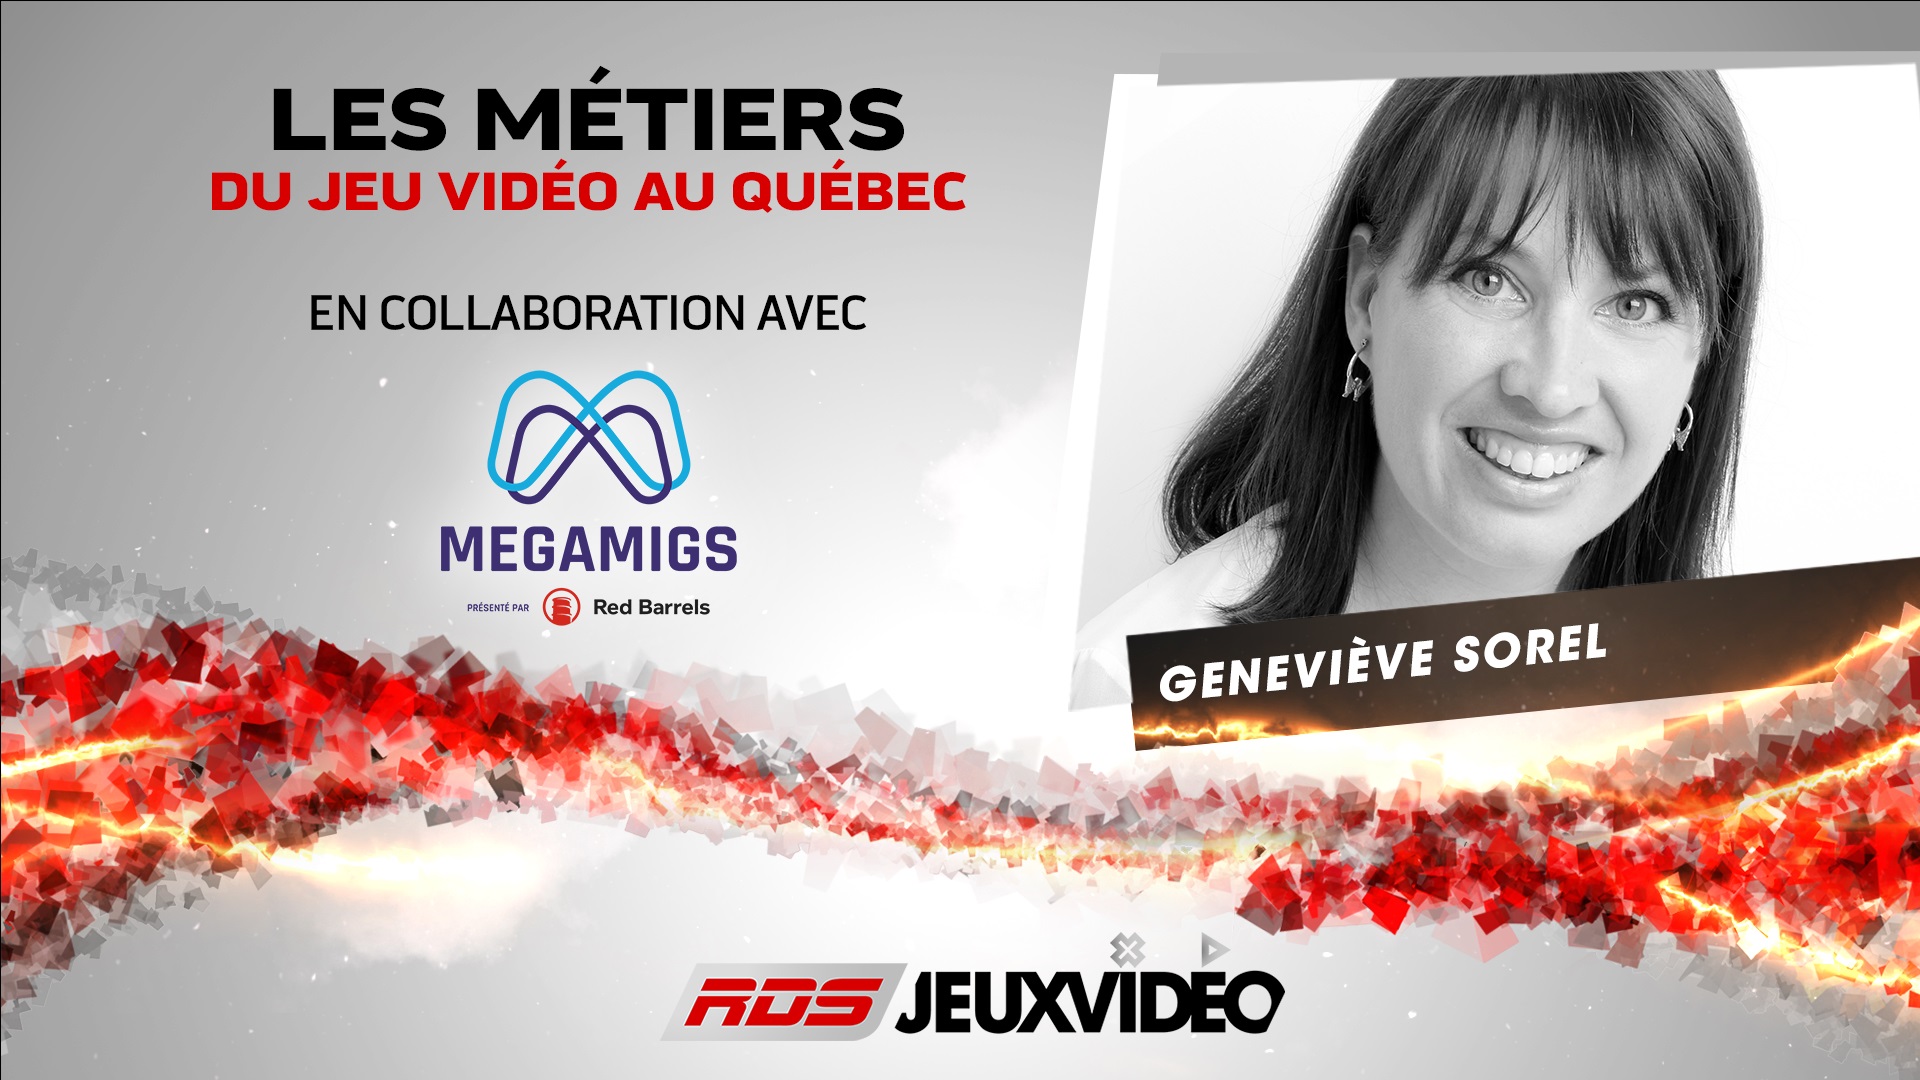 LES MÉTIERS
DU JEU VIDÉO AU QUÉBEC
EN COLLABORATION AVEC
MEGAMIGS
PRÉSENTÉ PAR Red Barrels
GENEVIÈVE SOREL
RDS JEUXVIDEO